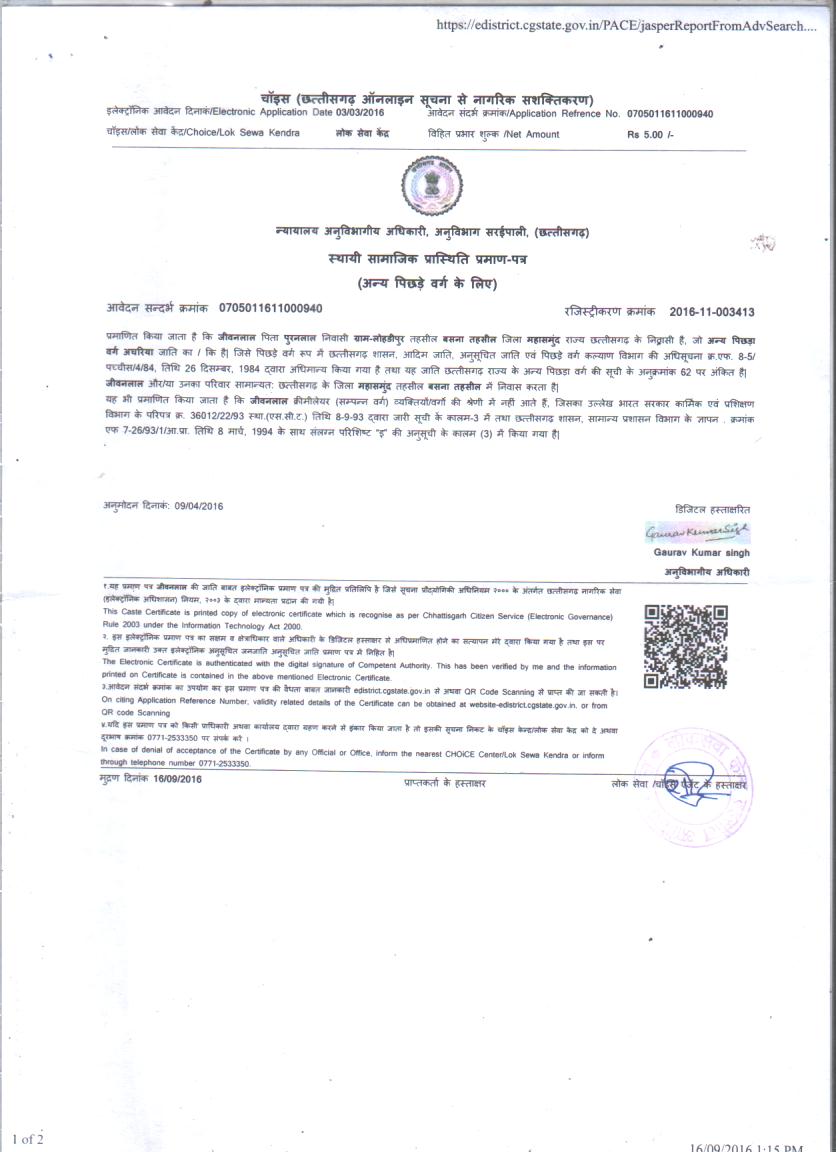 https://edistrict.cgstate.gov.in/PACE/jasperReportFromAdvSearch....
चॉइस (छत्तीसगढ़ ऑनलाइन सूचना से नागरिक सशक्तिकरण)
इलेक्ट्रॉनिक आवेदन दिनांक/Electronic Application Date 03/03/2016 आवेदन संदर्भ क्रमांक/Application Refrence No. 0705011611000940
चॉइस/लोक सेवा केंद्र/Choice/Lok Sewa Kendra लोक सेवा केंद्र विहित प्रभार शुल्क /Net Amount Rs 5.00 /-
न्यायालय अनुविभागीय अधिकारी, अनुविभाग सरईपाली, (छत्तीसगढ़)
स्थायी सामाजिक प्रास्थिति प्रमाण-पत्र
(अन्य पिछड़े वर्ग के लिए)
आवेदन सन्दर्भ क्रमांक 0705011611000940 रजिस्ट्रीकरण क्रमांक 2016-11-003413
प्रमाणित किया जाता है कि जीवनलाल पिता पुरनलाल निवासी ग्राम-लोहडीपुर तहसील बसना तहसील जिला महासमुंद राज्य छत्तीसगढ़ के निवासी है, जो अन्य पिछड़ा
वर्ग अघरिया जाति का / कि है| जिसे पिछड़े वर्ग रूप में छत्तीसगढ़ शासन, आदिम जाति, अनुसूचित जाति एवं पिछड़े वर्ग कल्याण विभाग की अधिसूचना क्र.एफ. 8-5/
पच्चीस/4/84, तिथि 26 दिसम्बर, 1984 द्वारा अधिमान्य किया गया है तथा यह जाति छत्तीसगढ़ राज्य के अन्य पिछड़ा वर्ग की सूची के अनुक्रमांक 62 पर अंकित है|
जीवनलाल और/या उनका परिवार सामान्यत: छत्तीसगढ़ के जिला महासमुंद तहसील बसना तहसील में निवास करता है|
यह भी प्रमाणित किया जाता है कि जीवनलाल क्रीमीलेयर (सम्पन्न वर्ग) व्यक्तियों/वर्गों की श्रेणी में नहीं आते हैं, जिसका उल्लेख भारत सरकार कार्मिक एवं प्रशिक्षण
विभाग के परिपत्र क्र. 36012/22/93 स्था.(एस.सी.ट.) तिथि 8-9-93 द्वारा जारी सूची के कालम-3 में तथा छत्तीसगढ़ शासन, सामान्य प्रशासन विभाग के ज्ञापन . क्रमांक
एफ 7-26/93/1/आ.प्रा. तिथि 8 मार्च, 1994 के साथ संलग्न परिशिष्ट "इ" की अनुसूची के कालम (3) में किया गया है|
अनुमोदन दिनाक: 09/04/2016 डिजिटल हस्ताक्षरित
Gaurav Kumar Sigh
Gaurav Kumar singh
अनुविभागीय अधिकारी
१.यह प्रमाण पत्र जीवनलाल की जाति बाबत इलेक्ट्रॉनिक प्रमाण पत्र की मुद्रित प्रतिलिपि है जिसे सूचना प्रौद्योगिकी अधिनियम २००० के अंतर्गत छत्तीसगढ़ नागरिक सेवा
(इलेक्ट्रॉनिक अधिशासन) नियम, २००३ के द्वारा मान्यता प्रदान की गयी है|
This Caste Certificate is printed copy of electronic certificate which is recognise as per Chhattisgarh Citizen Service (Electronic Governance)
Rule 2003 under the Information Technology Act 2000.
२. इस इलेक्ट्रॉनिक प्रमाण पत्र का सक्षम व क्षेत्राधिकार वाले अधिकारी के डिजिटल हस्ताक्षर से अधिप्रमाणित होने का सत्यापन मेरे द्वारा किया गया है तथा इस पर
मुद्रित जानकारी उक्त इलेक्ट्रॉनिक अनुसूचित जनजाति अनुसूचित जाति प्रमाण पत्र में निहित है|
The Electronic Certificate is authenticated with the digital signature of Competent Authority. This has been verified by me and the information
printed on Certificate is contained in the above mentioned Electronic Certificate.
३.आवेदन संदर्भ क्रमांक का उपयोग कर इस प्रमाण पत्र की वैधता बाबत जानकारी edistrict.cgstate.gov.in से अथवा QR Code Scanning से प्राप्त की जा सकती है|
On citing Application Reference Number, validity related details of the Certificate can be obtained at website-edistrict.cgstate.gov.in. or from
QR code Scanning
४.यदि इस प्रमाण पत्र को किसी प्राधिकारी अथवा कार्यालय द्वारा ग्रहण करने से इंकार किया जाता है तो इसकी सूचना निकट के चॉइस केन्द्र/लोक सेवा केंद्र को दे अथवा
दूरभाष क्रमांक 0771-2533350 पर संपर्क करें ।
In case of denial of acceptance of the Certificate by any Official or Office, inform the nearest CHOiCE Center/Lok Sewa Kendra or inform
through telephone number 0771-2533350.
मुद्रण दिनांक 16/09/2016 प्राप्तकर्ता के हस्ताक्षर लोक सेवा /चॉइस एजेंट के हस्ताक्षर
1 of 2
16/09/2016 1:15 PM